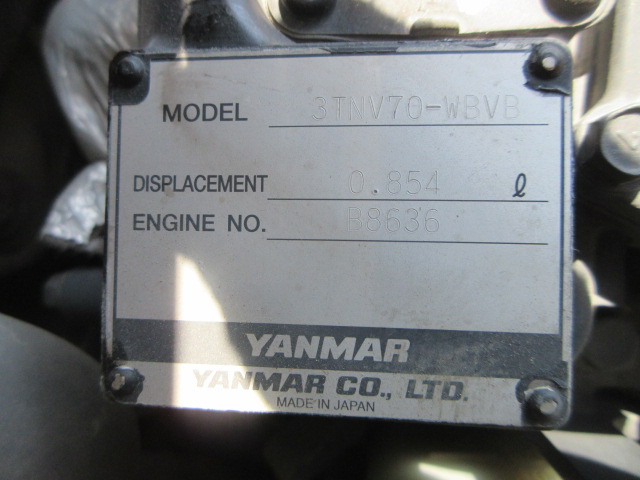 MODEL 3TNV70-WBVB
DISPLACEMENT 0.854 ℓ
ENGINE NO. B8636
YANMAR
YANMAR CO., LTD.
MADE IN JAPAN